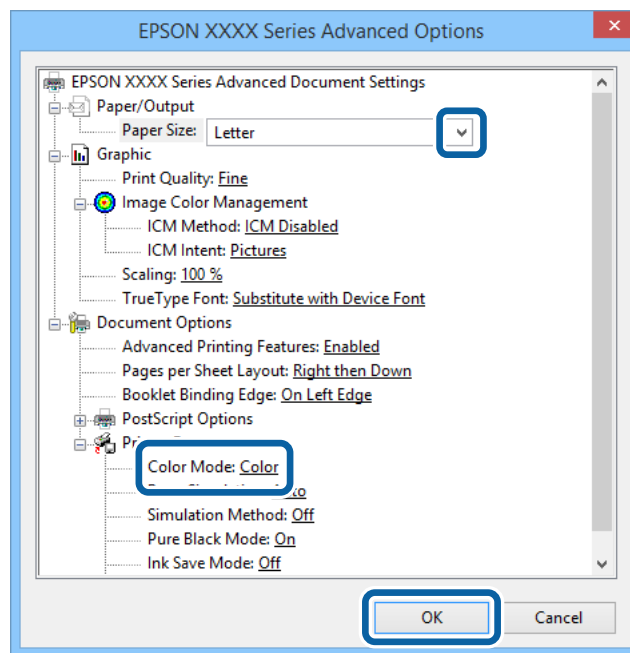 EPSON XXXX Series Advanced Options
EPSON XXXX Series Advanced Document Settings
Paper/Output
Paper Size: Letter
Graphic
Print Quality: Fine
Image Color Management
ICM Method: ICM Disabled
ICM Intent: Pictures
Scaling: 100 %
TrueType Font: Substitute with Device Font
Document Options
Advanced Printing Features: Enabled
Pages per Sheet Layout: Right then Down
Booklet Binding Edge: On Left Edge
PostScript Options
Color Mode: Color
Simulation Method: Off
Pure Black Mode: On
Ink Save Mode: Off
OK Cancel